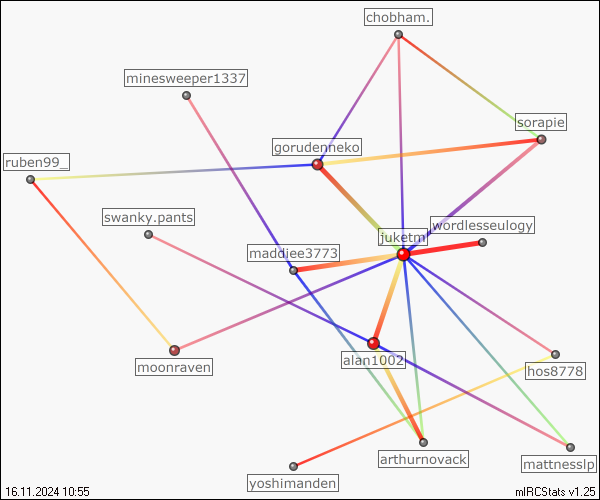 chobham.
minesweeper1337
sorapie
gorudenneko
ruben99_
swanky.pants
wordlesseulogy
juketm
maddiee3773
alan1002
moonraven
hos8778
arthurnovack
mattnesslp
yoshimanden
16.11.2024 10:55
mIRCStats v1.25